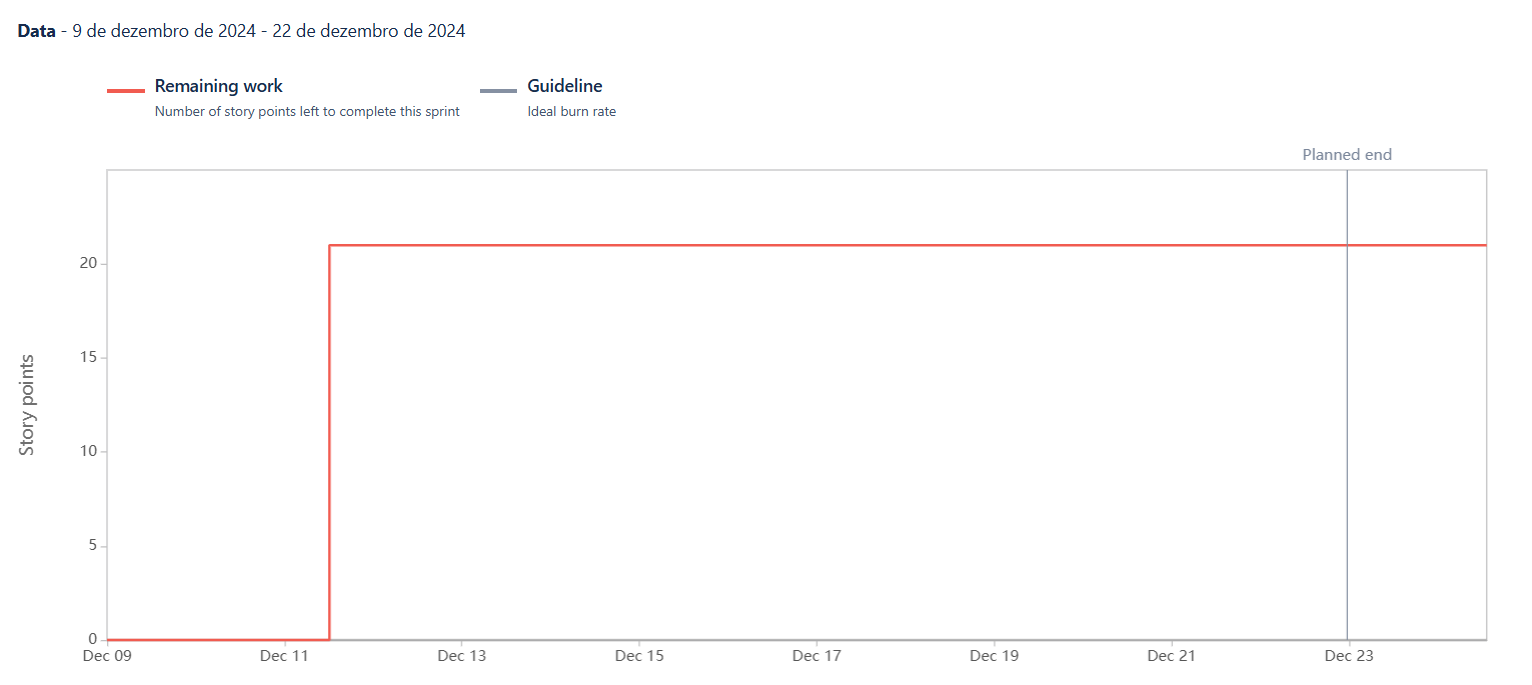 Data - 9 de dezembro de 2024 - 22 de dezembro de 2024
Remaining work
Number of story points left to complete this sprint
Guideline
Ideal burn rate
Planned end
Story points
20
15
10
5
0
Dec 09 Dec 11 Dec 13 Dec 15 Dec 17 Dec 19 Dec 21 Dec 23